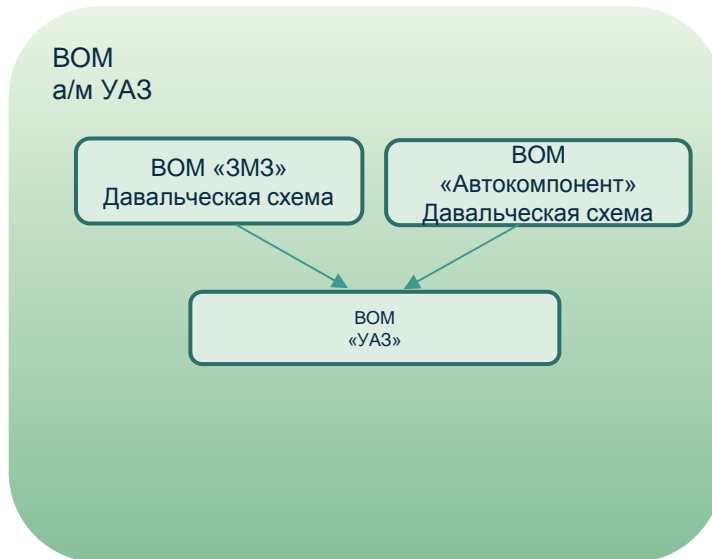 ВОМ
а/м УАЗ
ВОМ «ЗМЗ»
Давальческая схема
ВОМ
«Автокомпонент»
Давальческая схема
ВОМ
«УАЗ»